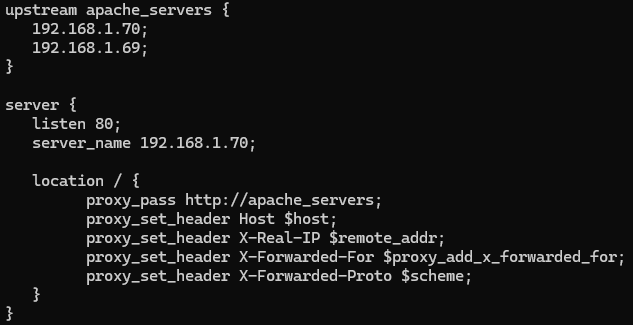 upstream apache_servers {
192.168.1.70;
192.168.1.69;
}
server {
listen 80;
server_name 192.168.1.70;
location / {
proxy_pass http://apache_servers;
proxy_set_header Host $host;
proxy_set_header X-Real-IP $remote_addr;
proxy_set_header X-Forwarded-For $proxy_add_x_forwarded_for;
proxy_set_header X-Forwarded-Proto $scheme;
}
}